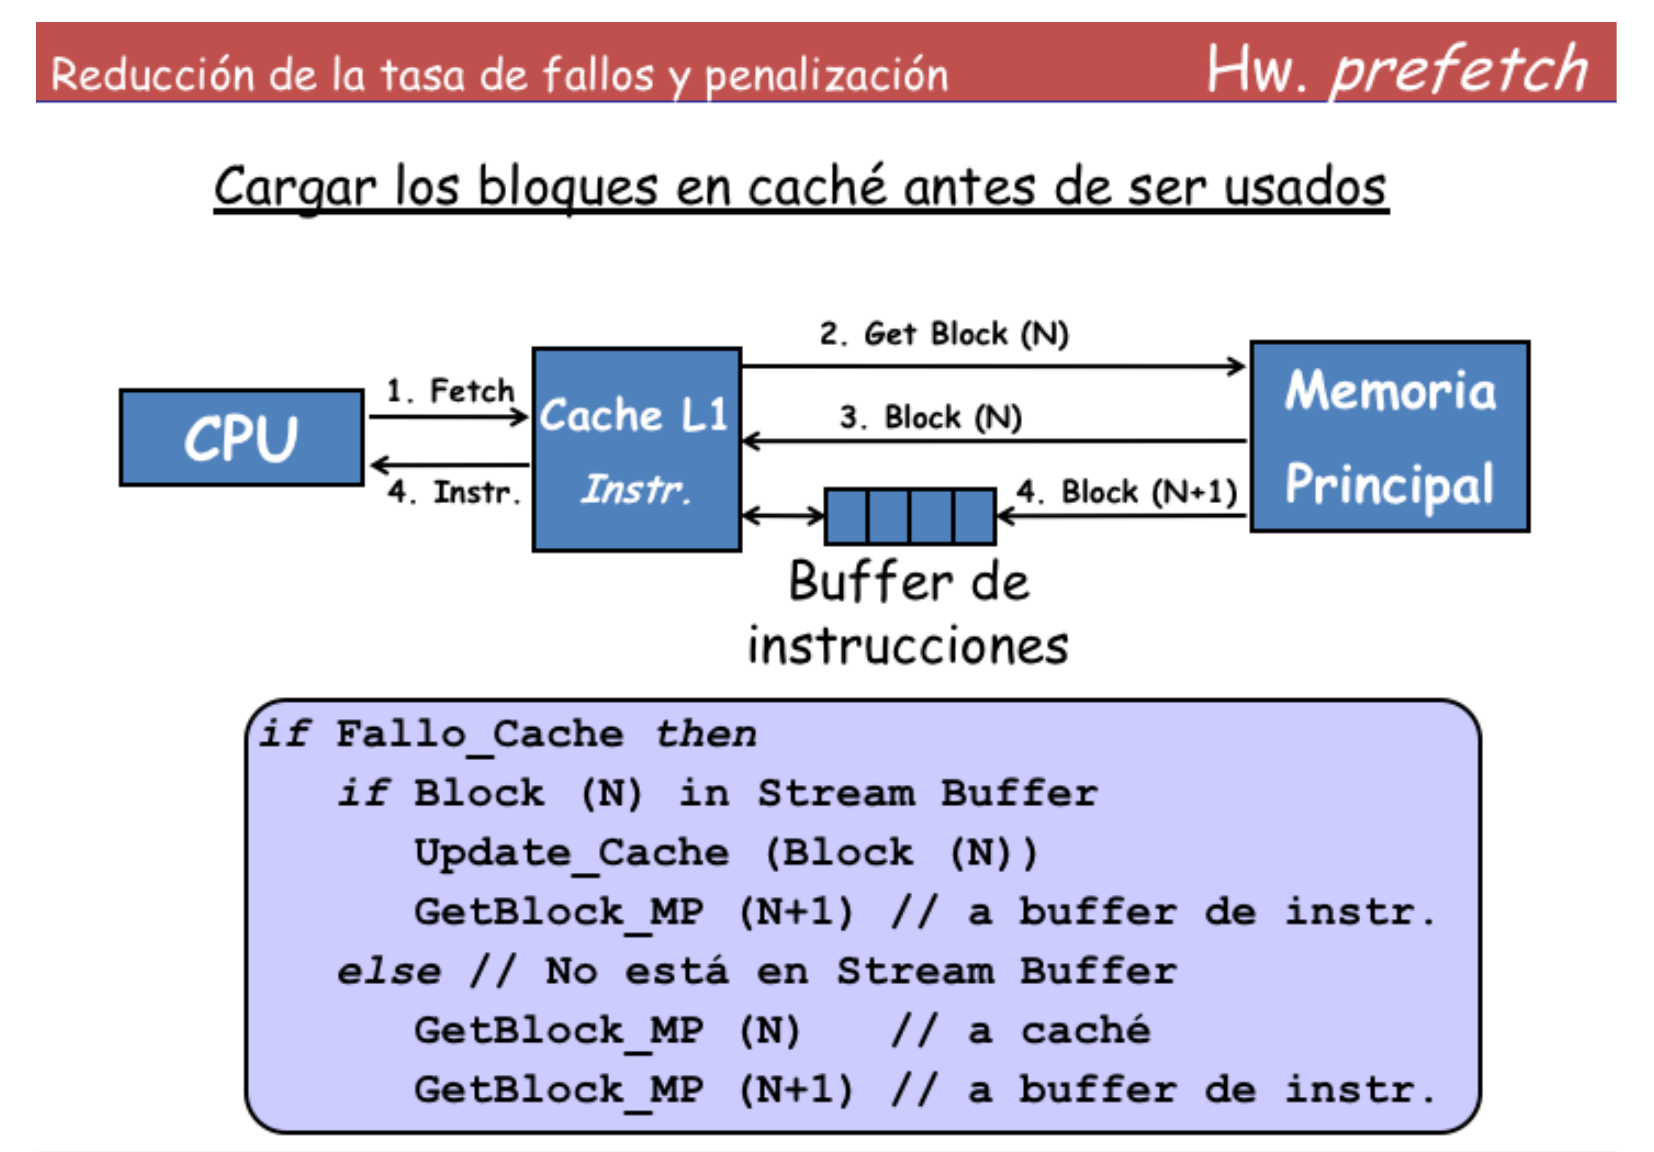 Reducción de la tasa de fallos y penalización
Hw. prefetch
Cargar los bloques en caché antes de ser usados
CPU
1. Fetch
4. Instr.
Cache L1
Instr.
2. Get Block (N)
3. Block (N)
4. Block (N+1)
Memoria
Principal
Buffer de
instrucciones
if Fallo_Cache then
if Block (N) in Stream Buffer
Update_Cache (Block (N))
GetBlock_MP (N+1) // a buffer de instr.
else // No está en Stream Buffer
GetBlock_MP (N) // a caché
GetBlock_MP (N+1) // a buffer de instr.